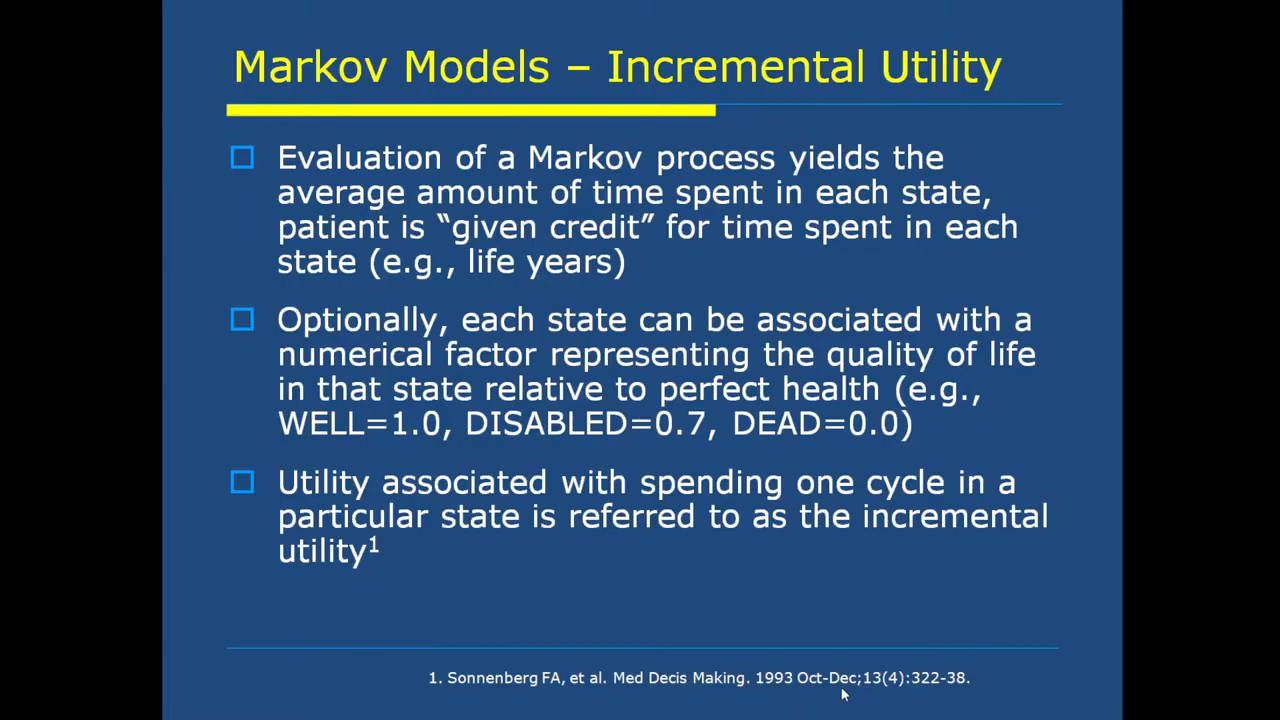 Markov Models – Incremental Utility
Evaluation of a Markov process yields the
average amount of time spent in each state,
patient is “given credit” for time spent in each
state (e.g., life years)
Optionally, each state can be associated with a
numerical factor representing the quality of life
in that state relative to perfect health (e.g.,
WELL=1.0, DISABLED=0.7, DEAD=0.0)
Utility associated with spending one cycle in a
particular state is referred to as the incremental
utility¹
1. Sonnenberg FA, et al. Med Decis Making. 1993 Oct-Dec;13(4):322-38.